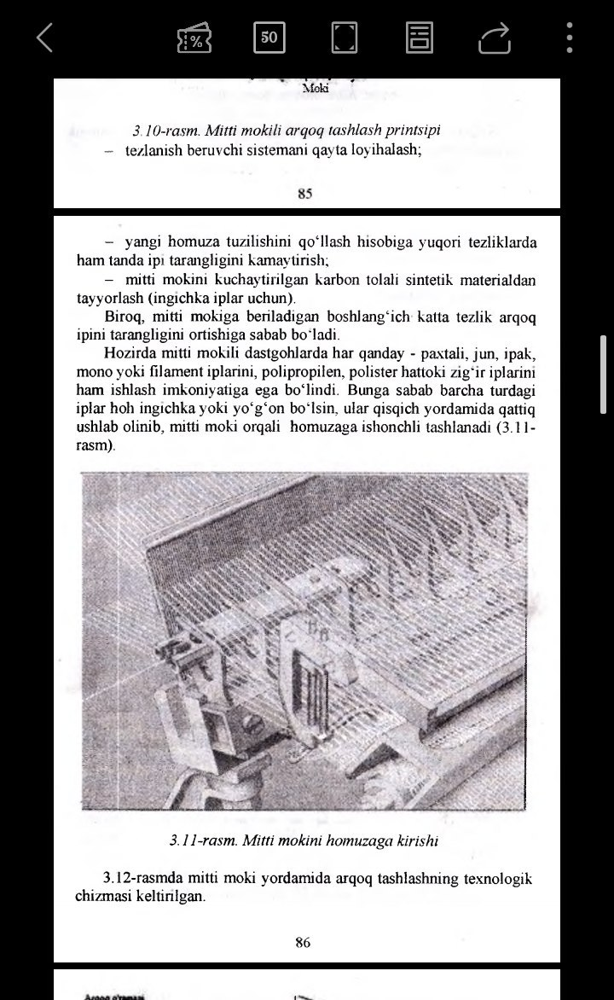 50
%
Moki
3.10-rasm. Mitti mokili arqoq tashlash printsipi
– tezlanish beruvchi sistemani qayta loyihalash;
85
– yangi homuza tuzilishini qo‘llash hisobiga yuqori tezliklarda
ham tanda ipi tarangligini kamaytirish;
– mitti mokini kuchaytirilgan karbon tolali sintetik materialdan
tayyorlash (ingichka iplar uchun).
Biroq, mitti mokiga beriladigan boshlang‘ich katta tezlik arqoq
ipini tarangligini ortishiga sabab bo‘ladi.
Hozirda mitti mokili dastgohlarda har qanday - paxtali, jun, ipak,
mono yoki filament iplarini, polipropilen, polister hattoki zig‘ir iplarini
ham ishlash imkoniyatiga ega bo‘lindi. Bunga sabab barcha turdagi
iplar hoh ingichka yoki yo‘g‘on bo‘lsin, ular qisqich yordamida qattiq
ushlab olinib, mitti moki orqali homuzaga ishonchli tashlanadi (3.11-
rasm).
3.11-rasm. Mitti mokini homuzaga kirishi
3.12-rasmda mitti moki yordamida arqoq tashlashning texnologik
chizmasi keltirilgan.
86